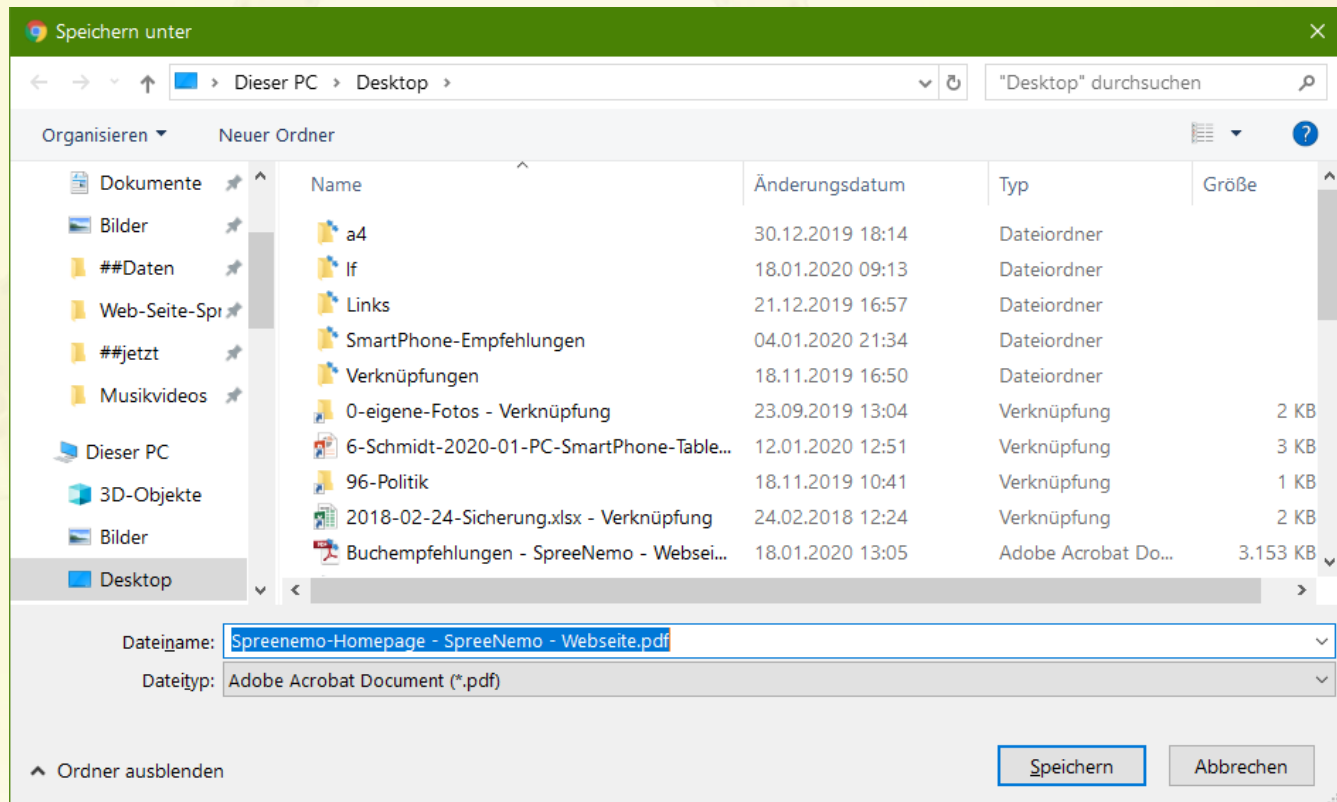 Speichern unter
Dieser PC › Desktop ›
"Desktop" durchsuchen
Organisieren
Neuer Ordner
Dokumente
Bilder
##Daten
Web-Seite-Spr
##jetzt
Musikvideos
Dieser PC
3D-Objekte
Bilder
Desktop
Name Änderungsdatum Typ Größe
a4 30.12.2019 18:14 Dateiordner
lf 18.01.2020 09:13 Dateiordner
Links 21.12.2019 16:57 Dateiordner
SmartPhone-Empfehlungen 04.01.2020 21:34 Dateiordner
Verknüpfungen 18.11.2019 16:50 Dateiordner
0-eigene-Fotos - Verknüpfung 23.09.2019 13:04 Verknüpfung 2 KB
6-Schmidt-2020-01-PC-SmartPhone-Table... 12.01.2020 12:51 Verknüpfung 3 KB
96-Politik 18.11.2019 10:41 Verknüpfung 1 KB
2018-02-24-Sicherung.xlsx - Verknüpfung 24.02.2018 12:24 Verknüpfung 2 KB
Buchempfehlungen - SpreeNemo - Websei... 18.01.2020 13:05 Adobe Acrobat Do... 3.153 KB
Dateiname: Spreenemo-Homepage - SpreeNemo - Webseite.pdf
Dateityp: Adobe Acrobat Document (*.pdf)
Ordner ausblenden
Speichern
Abbrechen